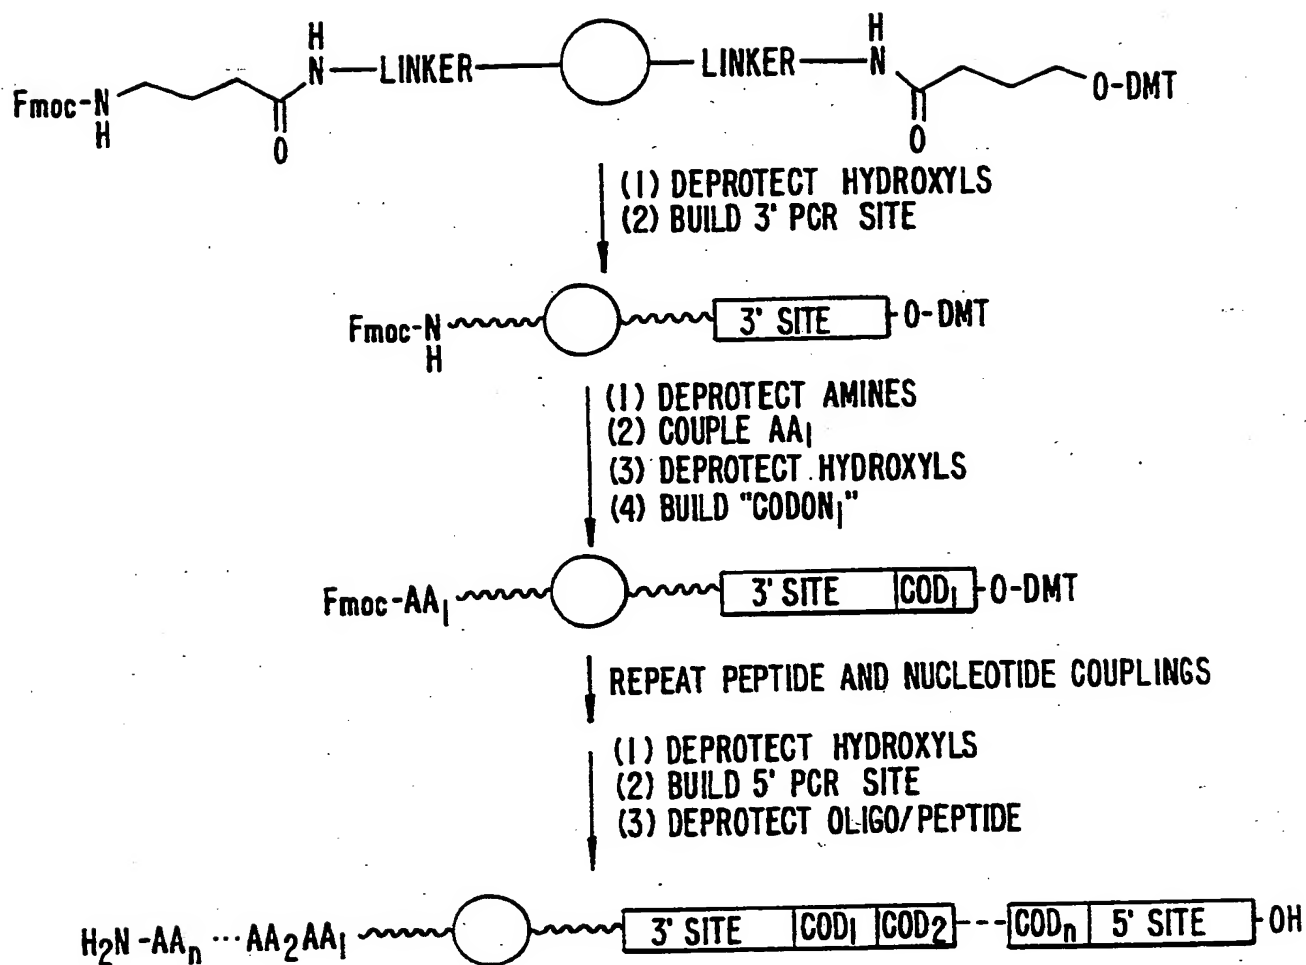 H H
Fmoc-N N—LINKER LINKER—N O-DMT
H O O
(1) DEPROTECT HYDROXYLS
(2) BUILD 3' PCR SITE
Fmoc-N 3' SITE O-DMT
H
(1) DEPROTECT AMINES
(2) COUPLE AA₁
(3) DEPROTECT HYDROXYLS
(4) BUILD "CODON₁"
Fmoc-AA₁ 3' SITE COD₁ O-DMT
REPEAT PEPTIDE AND NUCLEOTIDE COUPLINGS
(1) DEPROTECT HYDROXYLS
(2) BUILD 5' PCR SITE
(3) DEPROTECT OLIGO/PEPTIDE
H₂N-AAₙ ··· AA₂AA₁ 3' SITE COD₁ COD₂ --- CODₙ 5' SITE OH